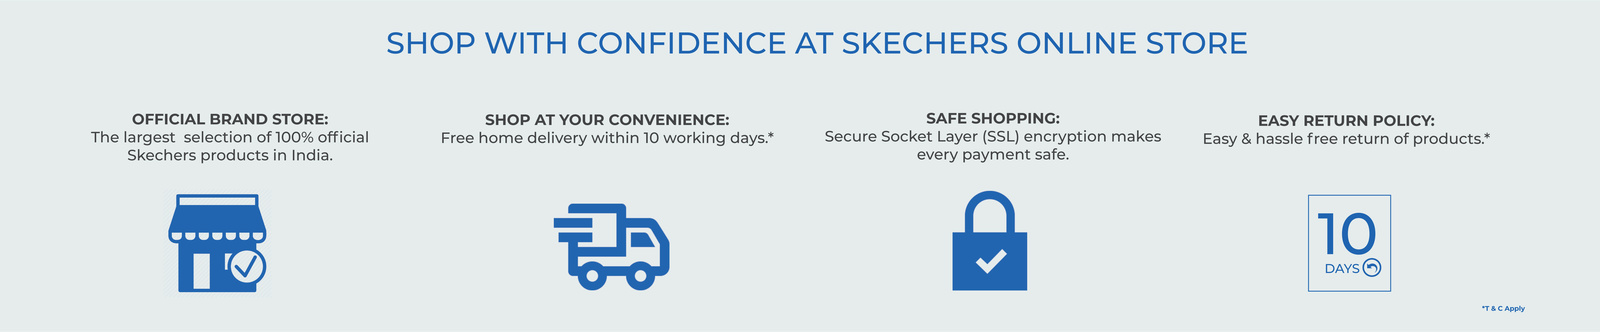 SHOP WITH CONFIDENCE AT SKECHERS ONLINE STORE
OFFICIAL BRAND STORE:
The largest selection of 100% official
Skechers products in India.
SHOP AT YOUR CONVENIENCE:
Free home delivery within 10 working days.*
SAFE SHOPPING:
Secure Socket Layer (SSL) encryption makes
every payment safe.
EASY RETURN POLICY:
Easy & hassle free return of products.*
10
DAYS
*T & C Apply